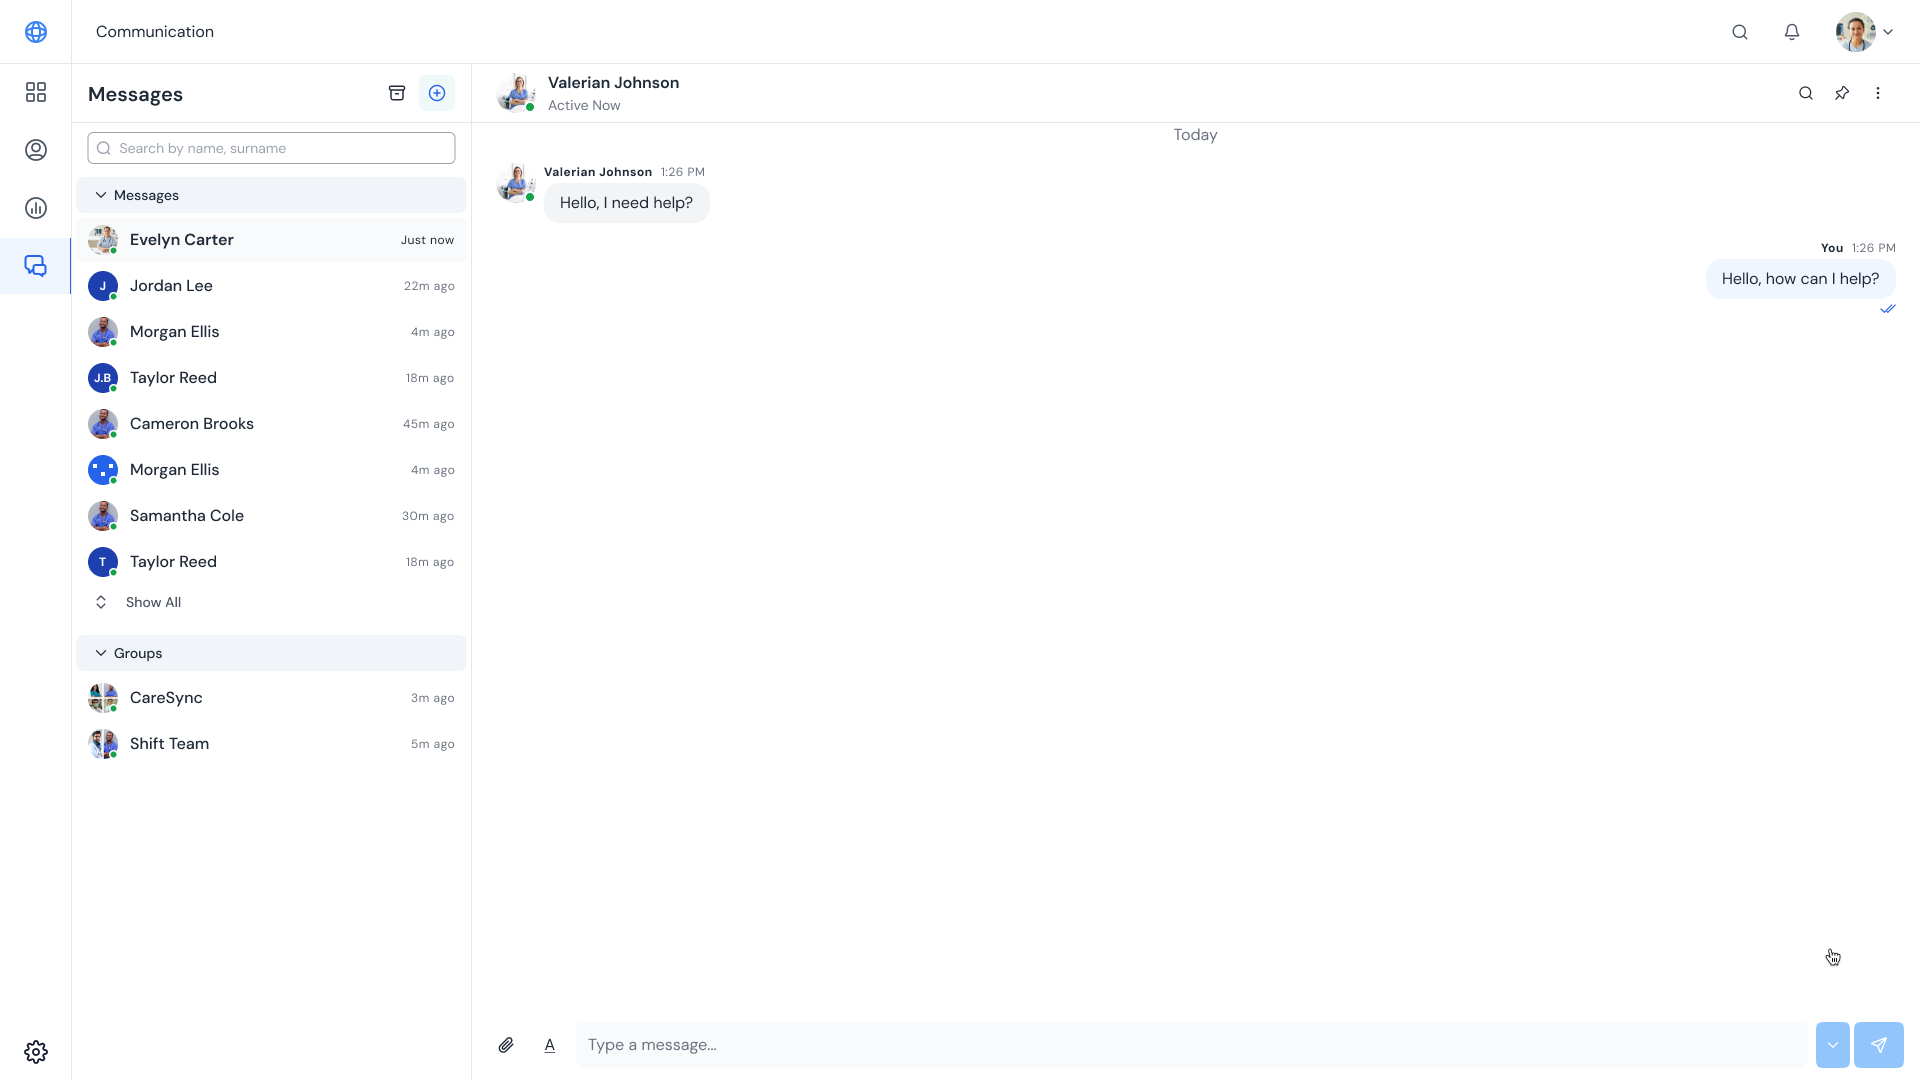 Communication
Messages
Search by name, surname
Messages
Evelyn Carter Just now
J Jordan Lee 22m ago
Morgan Ellis 4m ago
J.B Taylor Reed 18m ago
Cameron Brooks 45m ago
Morgan Ellis 4m ago
Samantha Cole 30m ago
T Taylor Reed 18m ago
Show All
Groups
CareSync 3m ago
Shift Team 5m ago
Valerian Johnson
Active Now
Today
Valerian Johnson 1:26 PM
Hello, I need help?
You 1:26 PM
Hello, how can I help?
A Type a message...